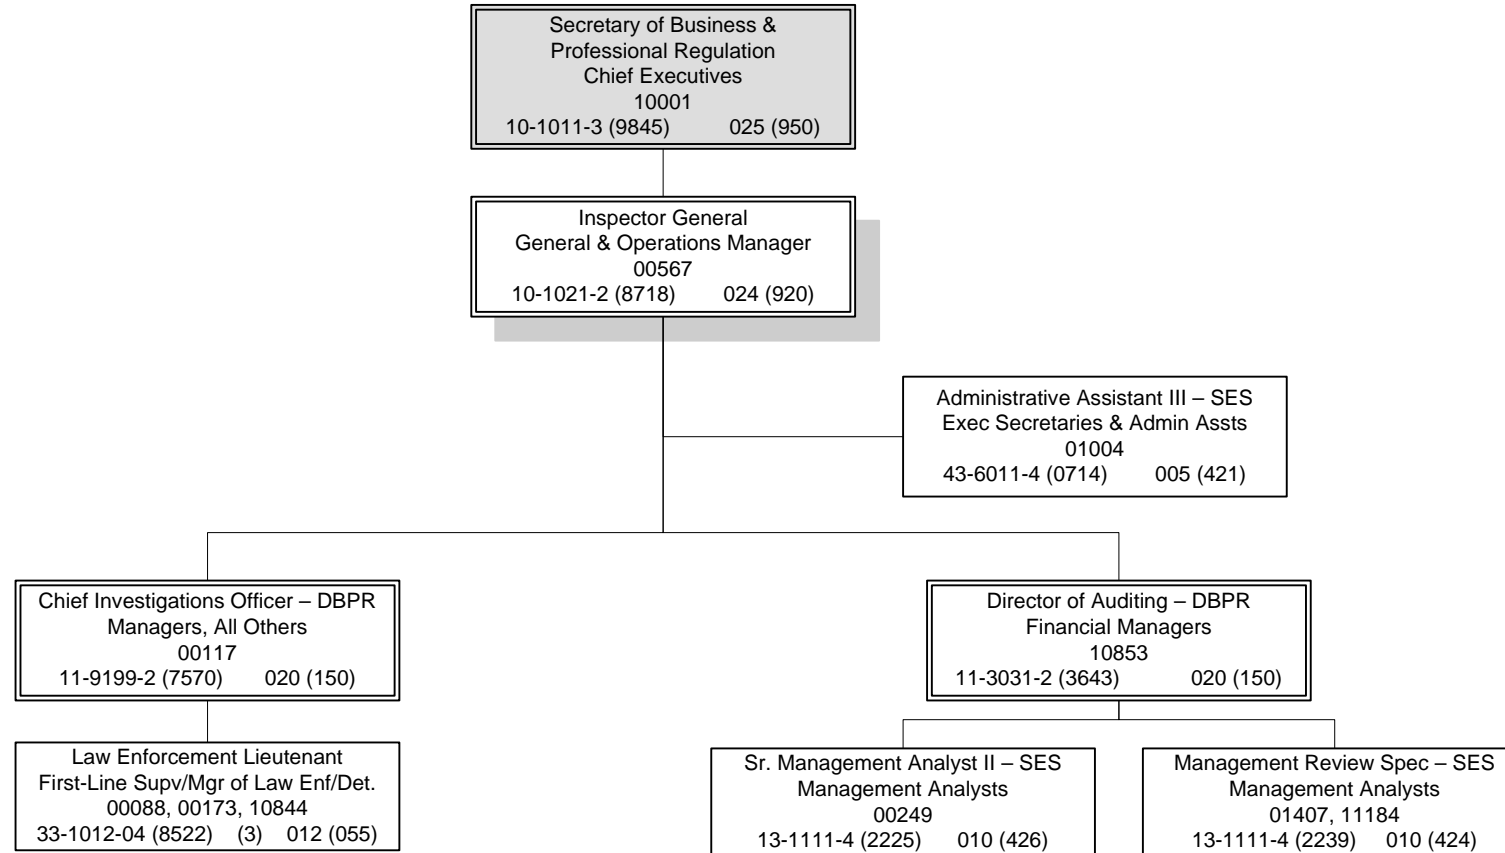 Secretary of Business &
Professional Regulation
Chief Executives
10001
10-1011-3 (9845) 025 (950)
Inspector General
General & Operations Manager
00567
10-1021-2 (8718) 024 (920)
Administrative Assistant III – SES
Exec Secretaries & Admin Assts
01004
43-6011-4 (0714) 005 (421)
Chief Investigations Officer – DBPR
Managers, All Others
00117
11-9199-2 (7570) 020 (150)
Director of Auditing – DBPR
Financial Managers
10853
11-3031-2 (3643) 020 (150)
Law Enforcement Lieutenant
First-Line Supv/Mgr of Law Enf/Det.
00088, 00173, 10844
33-1012-04 (8522) (3) 012 (055)
Sr. Management Analyst II – SES
Management Analysts
00249
13-1111-4 (2225) 010 (426)
Management Review Spec – SES
Management Analysts
01407, 11184
13-1111-4 (2239) 010 (424)